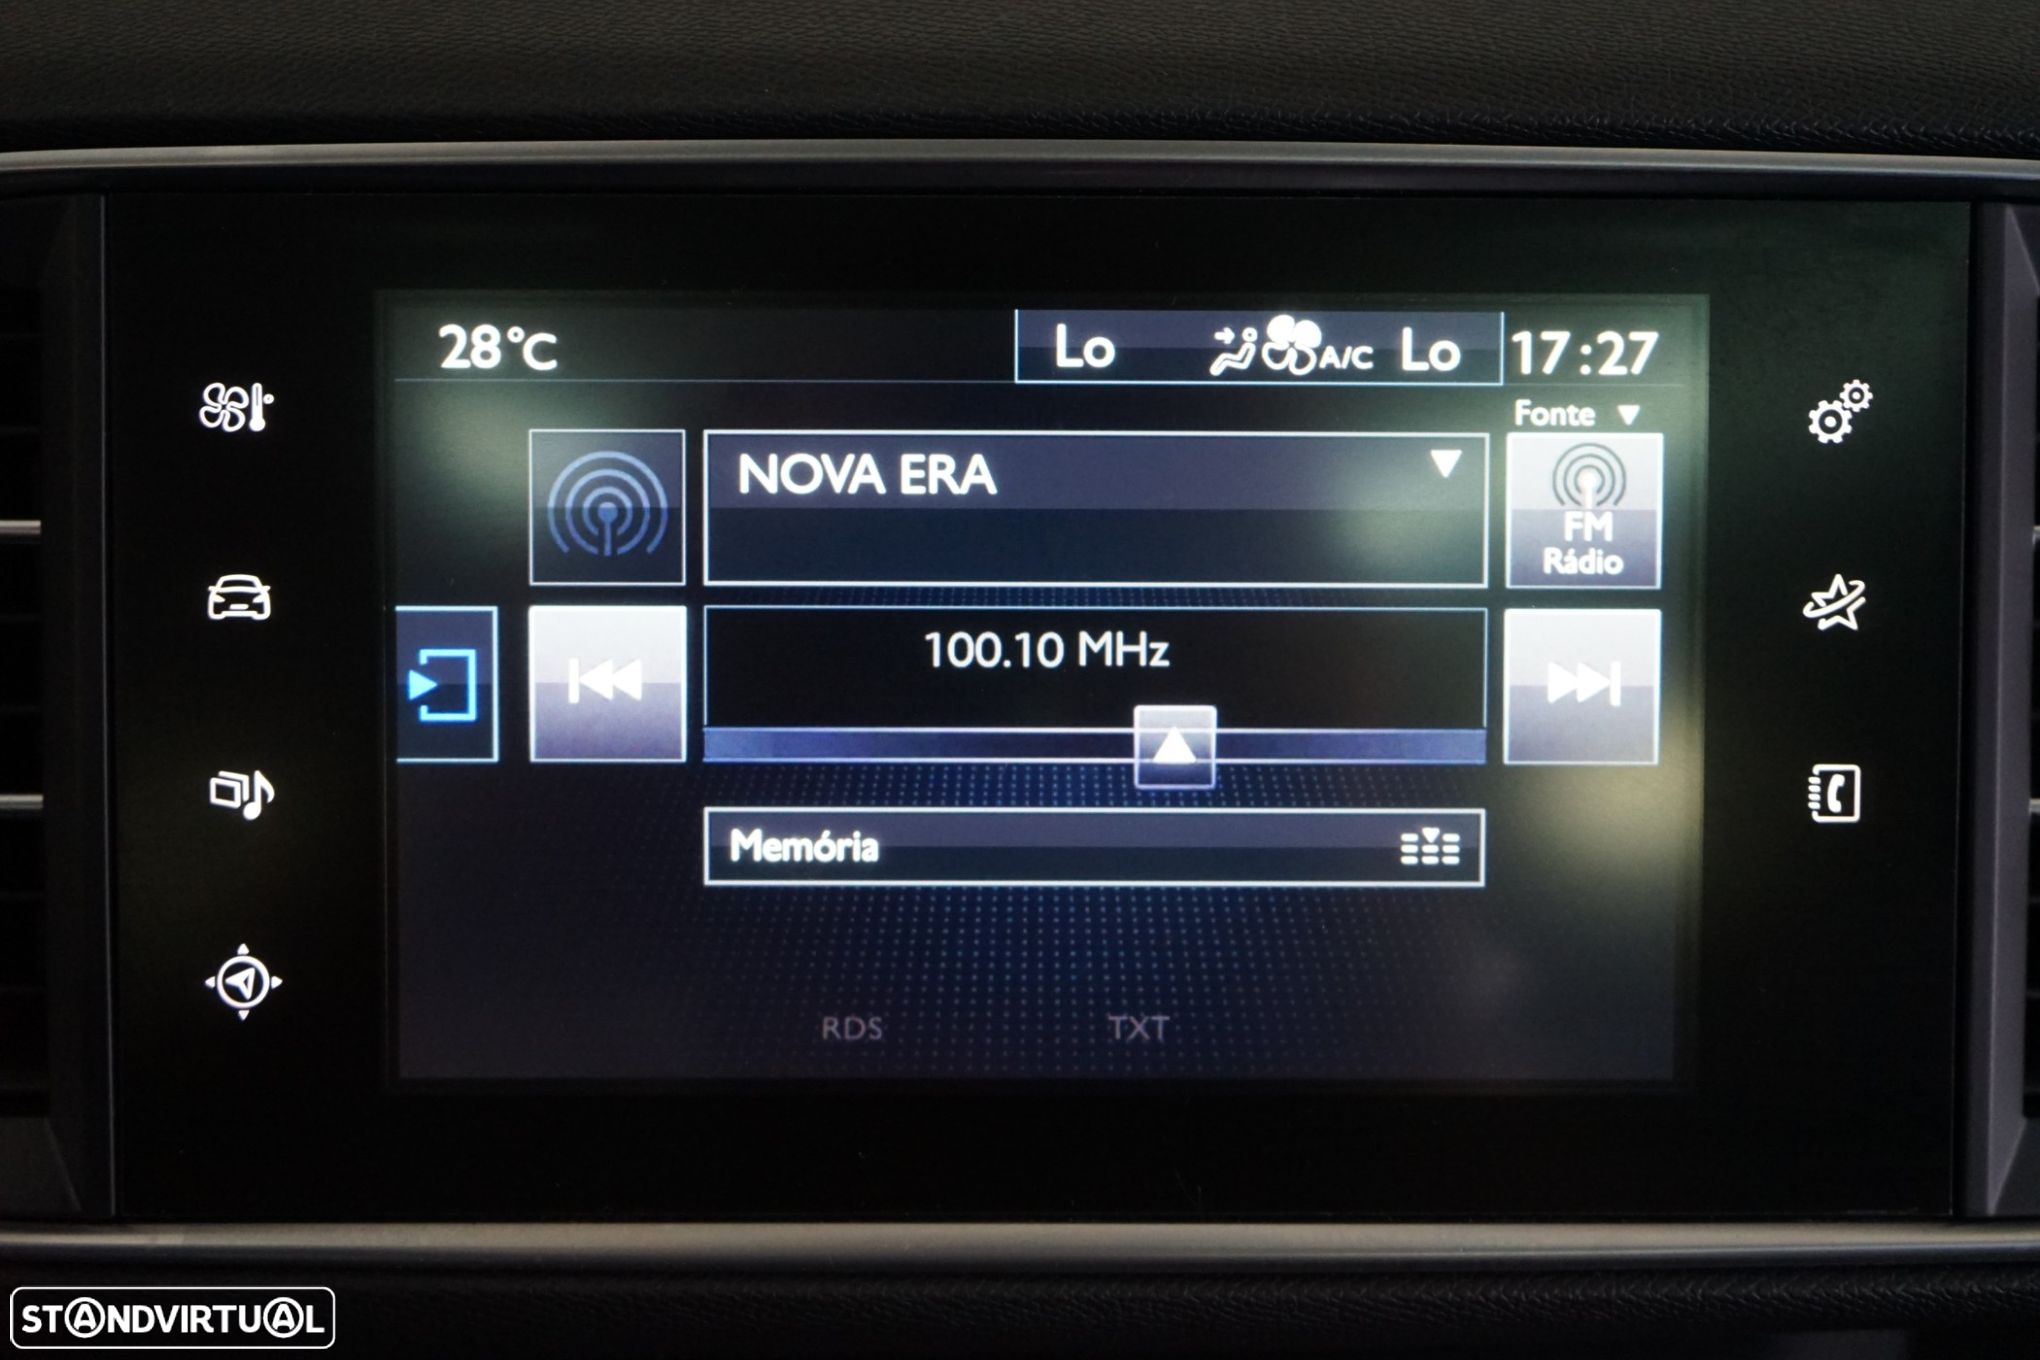 28°C
Lo A/C Lo 17:27
Fonte
NOVA ERA
FM
Rádio
100.10 MHz
Memória
RDS TXT
STANDVIRTUAL